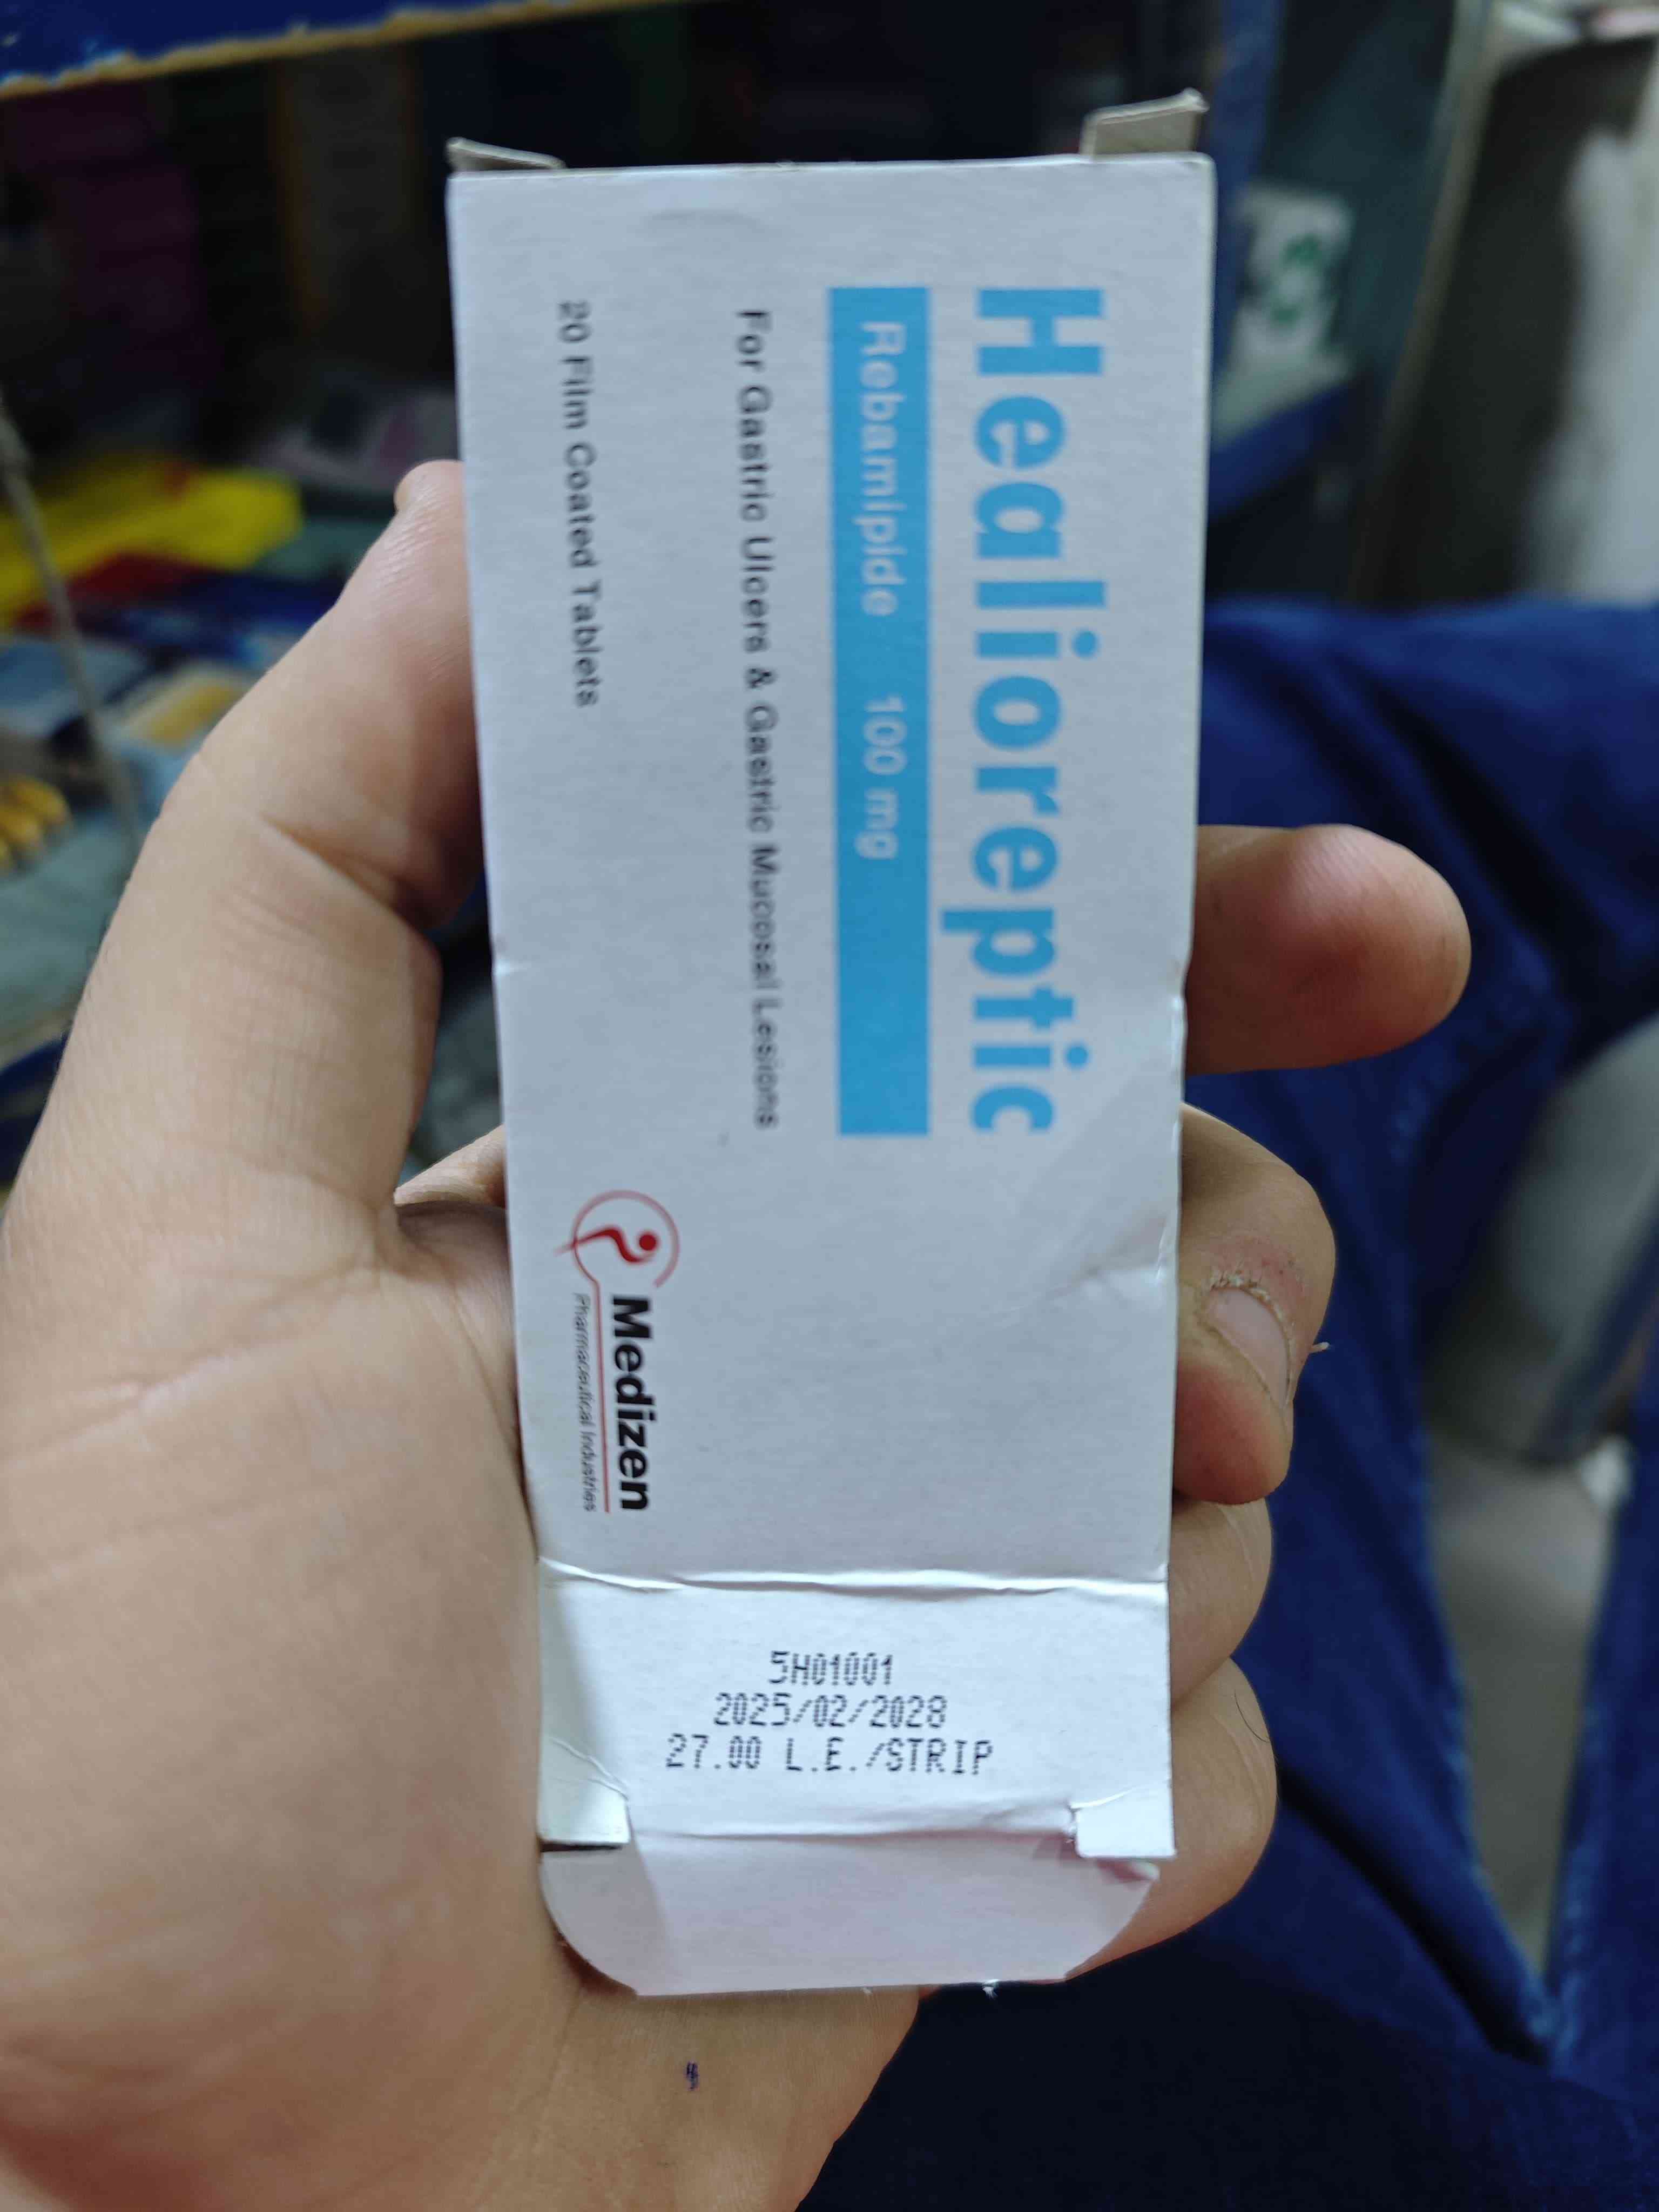 Healioreptic
Rebamipide 100 mg
For Gastric Ulcers & Gastric Mucosal Lesions
20 Film Coated Tablets
Medizen
Pharmaceutical Industries
5H01001
2025/02/2028
27.00 L.E./STRIP